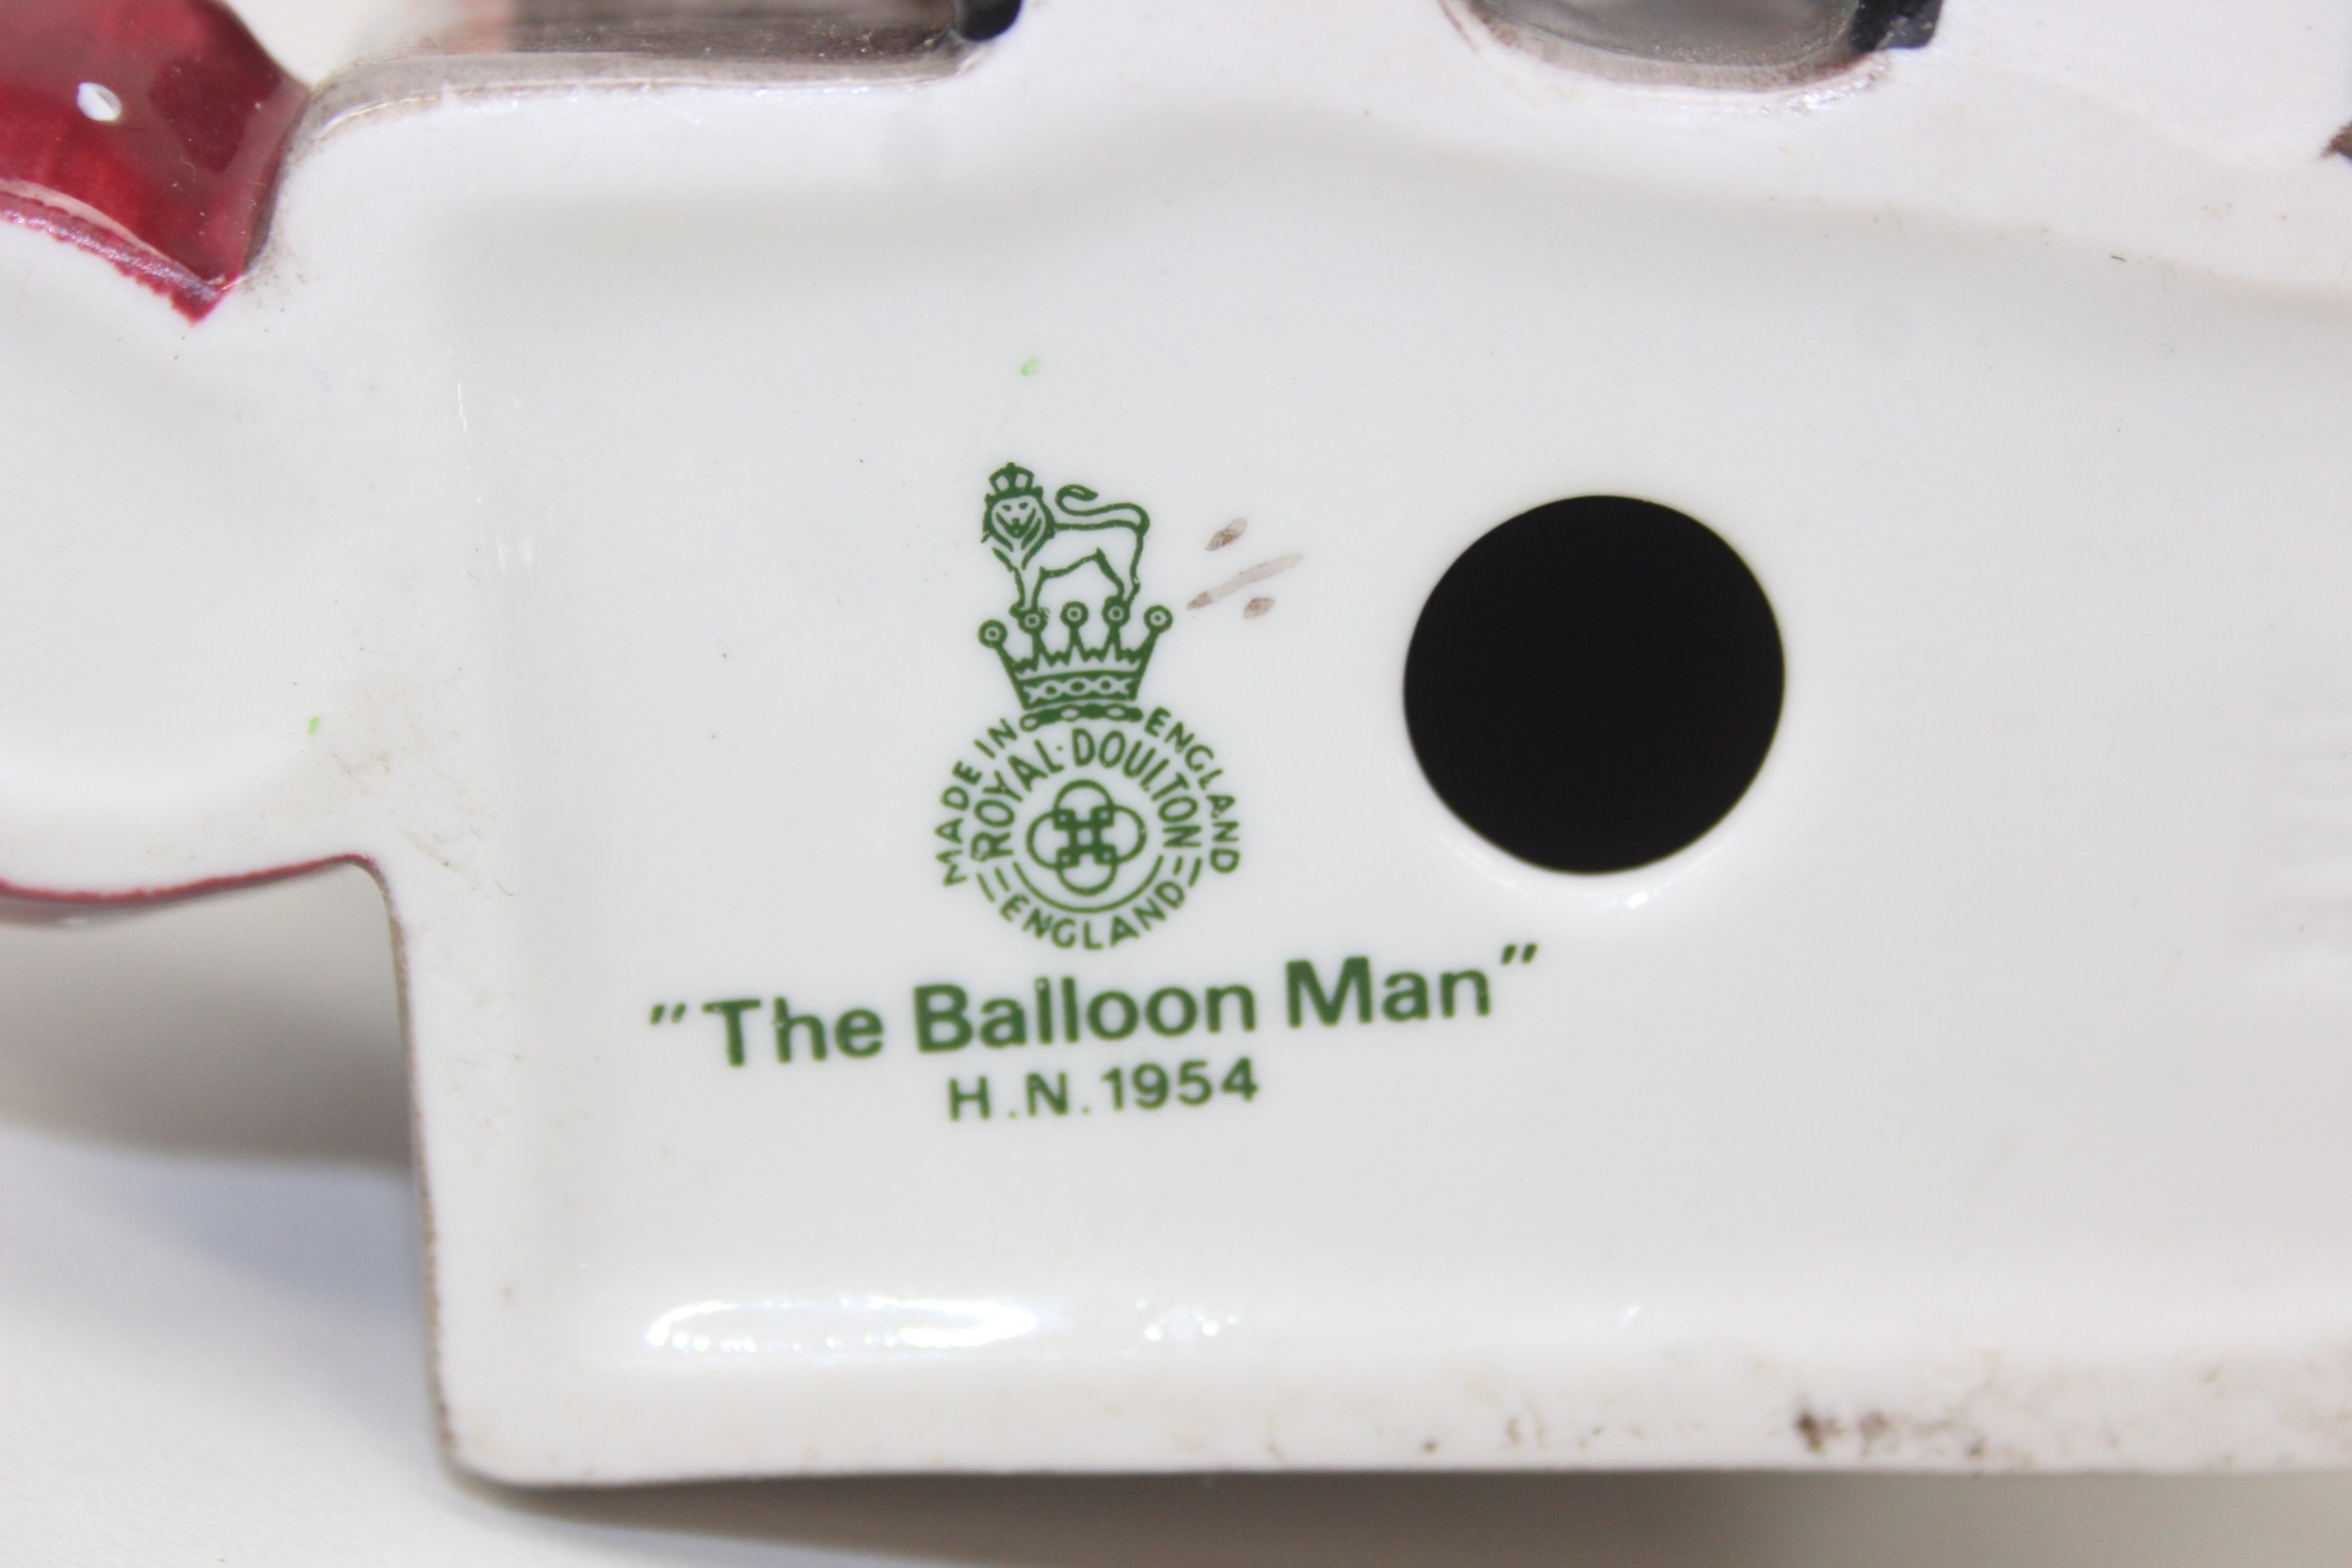 MADE IN ENGLAND
ROYAL·DOULTON
ENGLAND
"The Balloon Man"
H.N.1954